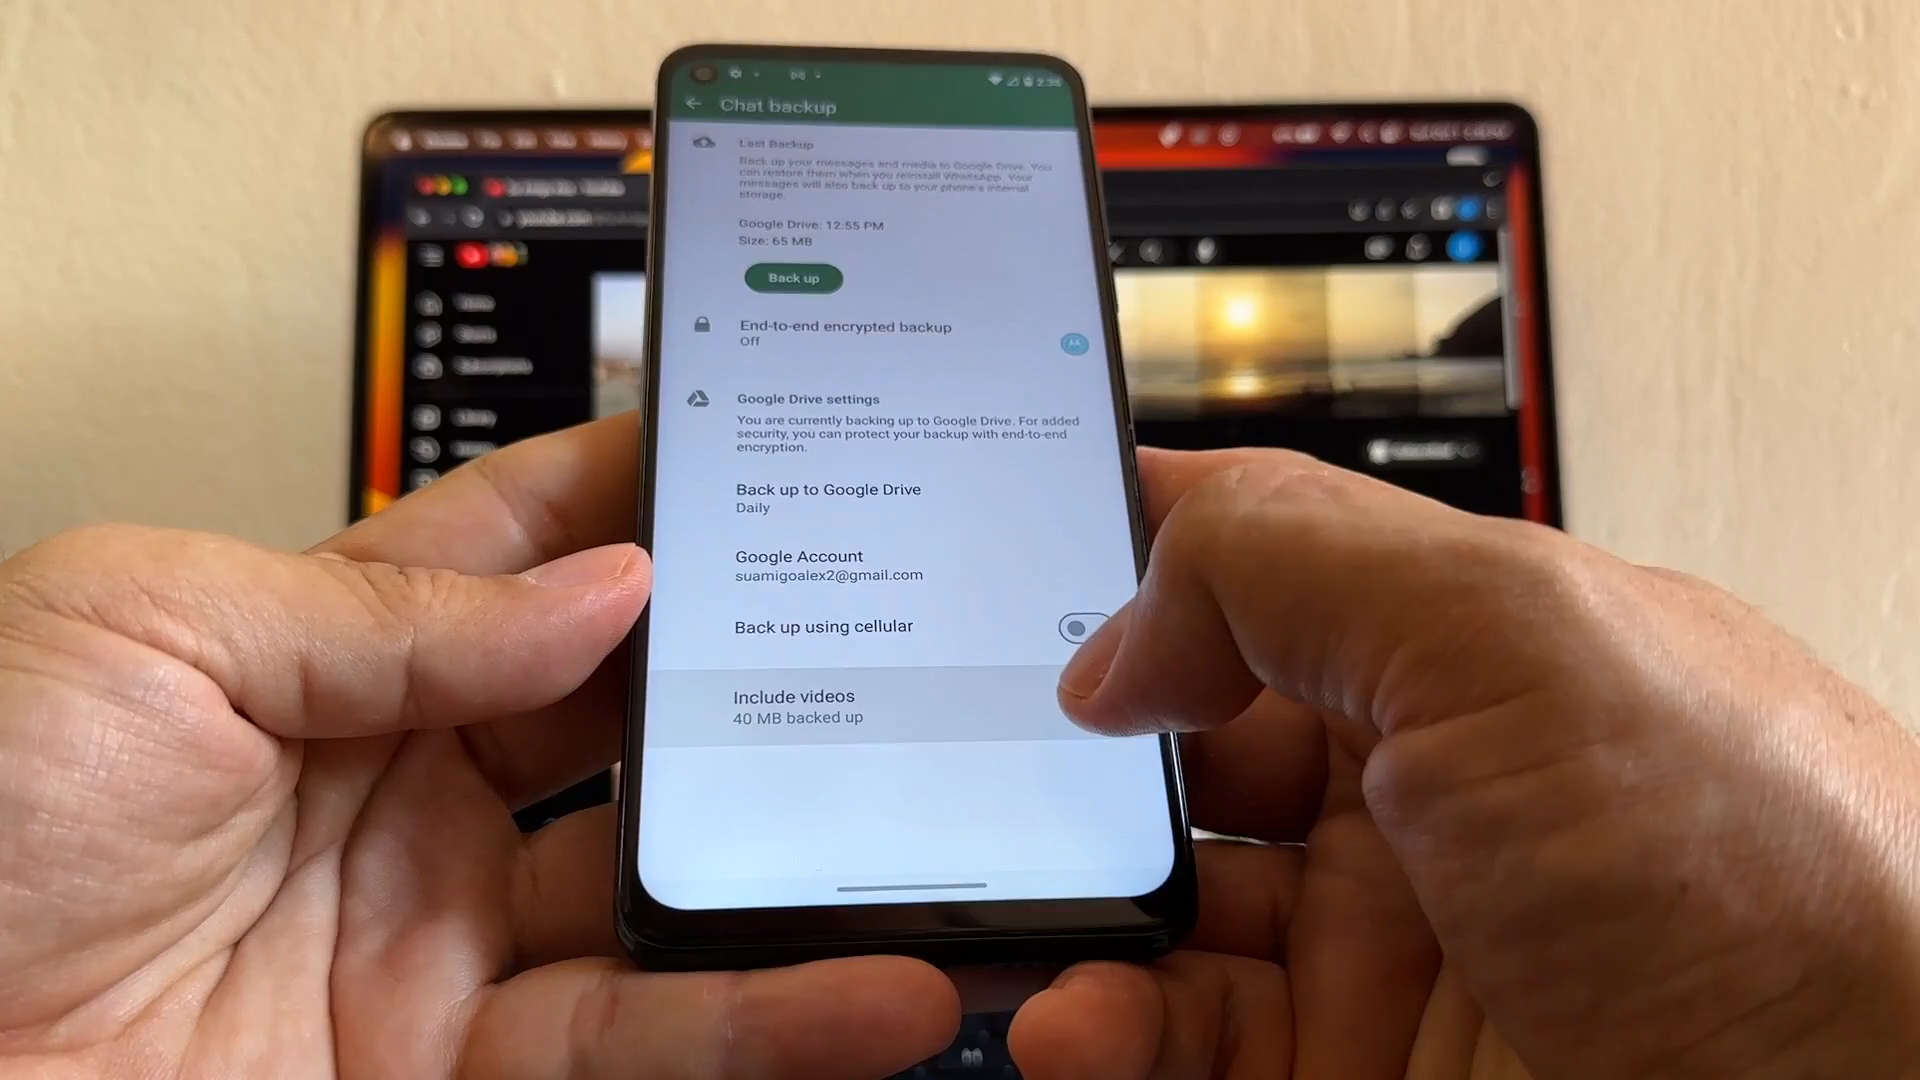 2:35
Chat backup
Last Backup
Back up your messages and media to Google Drive. You
can restore them when you reinstall WhatsApp. Your
messages will also back up to your phone's internal
storage.
Google Drive: 12:55 PM
Size: 65 MB
Back up
End-to-end encrypted backup
Off
Google Drive settings
You are currently backing up to Google Drive. For added
security, you can protect your backup with end-to-end
encryption.
Back up to Google Drive
Daily
Google Account
suamigoalex2@gmail.com
Back up using cellular
Include videos
40 MB backed up